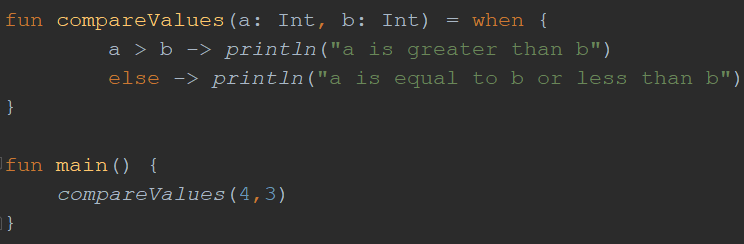 fun compareValues(a: Int, b: Int) = when {
        a > b -> println("a is greater than b")
        else -> println("a is equal to b or less than b")
}

fun main() {
    compareValues(4,3)
}